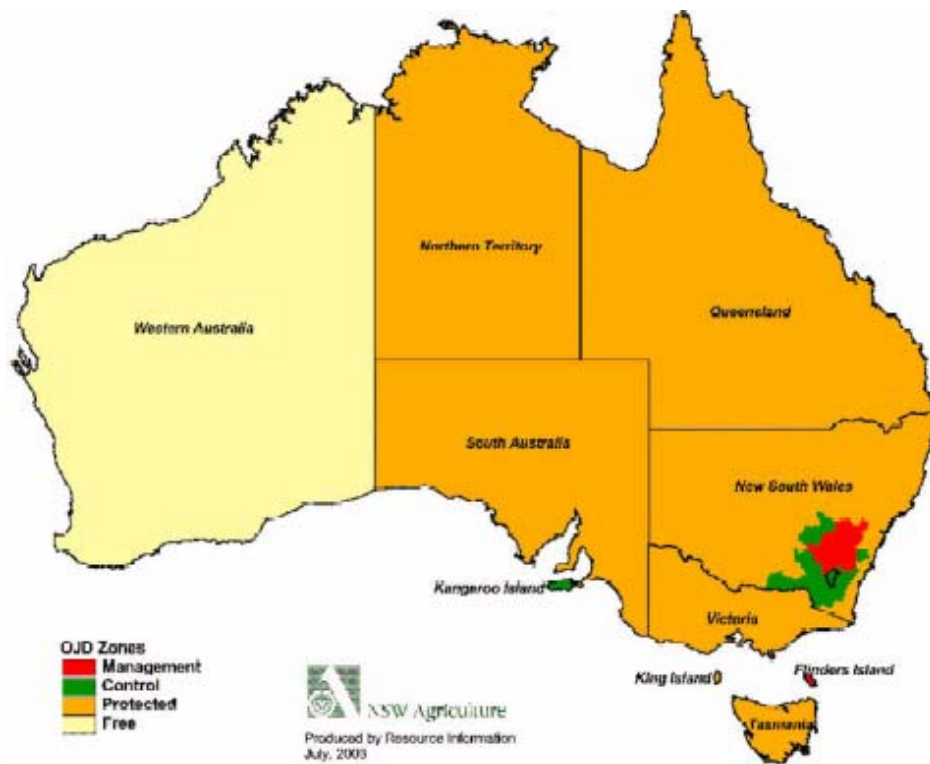 Northern Territory
Queensland
Western Australia
South Australia
New South Wales
Kangaroo Island
Victoria
King Island
Flinders Island
Tasmania
OJD Zones
Management
Control
Protected
Free
NSW Agriculture
Produced by Resource Information
July, 2003